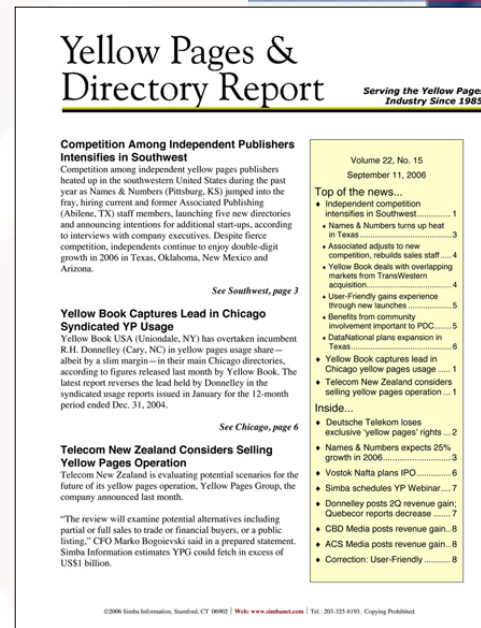 Yellow Pages &
Directory Report
Serving the Yellow Pages
Industry Since 1985
Competition Among Independent Publishers
Intensifies in Southwest
Competition among independent yellow pages publishers
heated up in the southwestern United States during the past
year as Names & Numbers (Pittsburg, KS) jumped into the
fray, hiring current and former Associated Publishing
(Abilene, TX) staff members, launching five new directories
and announcing intentions for additional start-ups, according
to interviews with company executives. Despite fierce
competition, independents continue to enjoy double-digit
growth in 2006 in Texas, Oklahoma, New Mexico and
Arizona.
See Southwest, page 3
Yellow Book Captures Lead in Chicago
Syndicated YP Usage
Yellow Book USA (Uniondale, NY) has overtaken incumbent
R.H. Donnelley (Cary, NC) in yellow pages usage share—
albeit by a slim margin—in their main Chicago directories,
according to figures released last month by Yellow Book. The
latest report reverses the lead held by Donnelley in the
syndicated usage reports issued in January for the 12-month
period ended Dec. 31, 2004.
See Chicago, page 6
Telecom New Zealand Considers Selling
Yellow Pages Operation
Telecom New Zealand is evaluating potential scenarios for the
future of its yellow pages operation, Yellow Pages Group, the
company announced last month.
“The review will examine potential alternatives including
partial or full sales to trade or financial buyers, or a public
listing,” CFO Marko Bogoievski said in a prepared statement.
Simba Information estimates YPG could fetch in excess of
US$1 billion.
Volume 22, No. 15
September 11, 2006
Top of the news...
♦ Independent competition
intensifies in Southwest.............. 1
♦ Names & Numbers turns up heat
in Texas.................................... 3
♦ Associated adjusts to new
competition, rebuilds sales staff..... 4
♦ Yellow Book deals with overlapping
markets from TransWestern
acquisition................................. 4
♦ User-Friendly gains experience
through new launches................. 5
♦ Benefits from community
involvement important to PDC....... 5
♦ DataNational plans expansion in
Texas........................................ 6
♦ Yellow Book captures lead in
Chicago yellow pages usage ..... 1
♦ Telecom New Zealand considers
selling yellow pages operation ... 1
Inside...
♦ Deutsche Telekom loses
exclusive 'yellow pages' rights ... 2
♦ Names & Numbers expects 25%
growth in 2006........................... 3
♦ Vostok Nafta plans IPO............. 6
♦ Simba schedules YP Webinar.... 7
♦ Donnelley posts 2Q revenue gain;
Quebecor reports decrease ....... 7
♦ CBD Media posts revenue gain.. 8
♦ ACS Media posts revenue gain.. 8
♦ Correction: User-Friendly .......... 8
©2006 Simba Information, Stamford, CT 06902 | Web: www.simbanet.com | Tel.: 203-325-8193. Copying Prohibited.